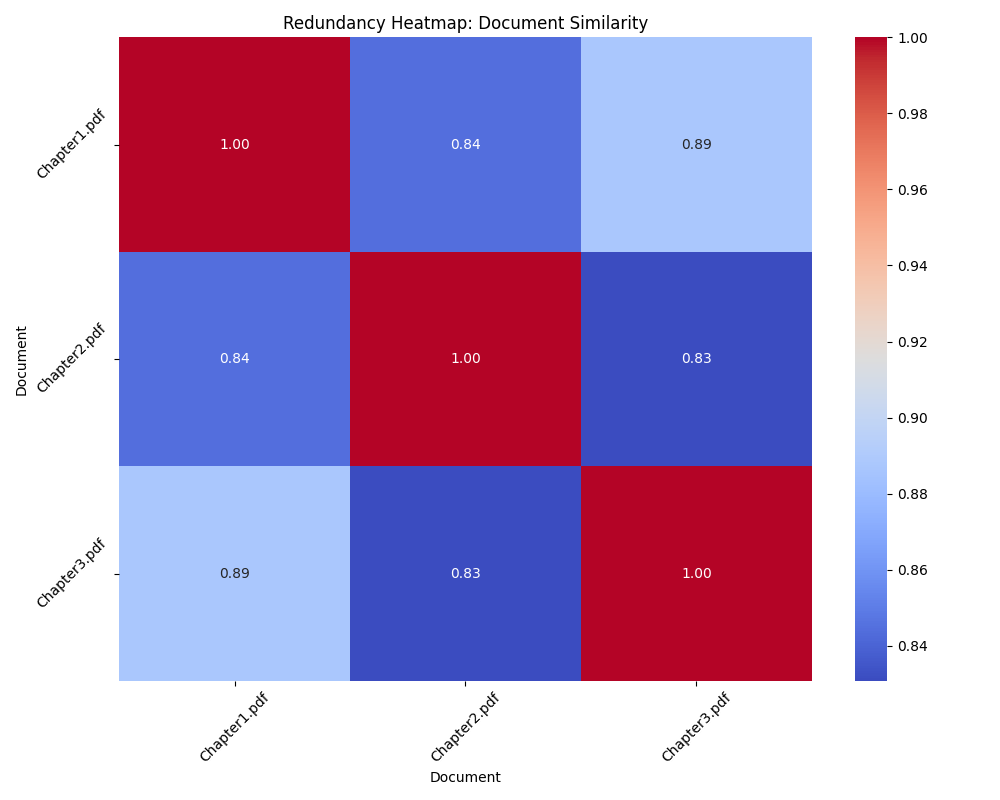 Redundancy Heatmap: Document Similarity
Chapter1.pdf
Chapter2.pdf
Chapter3.pdf
Document
1.00 0.84 0.89
0.84 1.00 0.83
0.89 0.83 1.00
Chapter1.pdf Chapter2.pdf Chapter3.pdf
Document
1.00
0.98
0.96
0.94
0.92
0.90
0.88
0.86
0.84